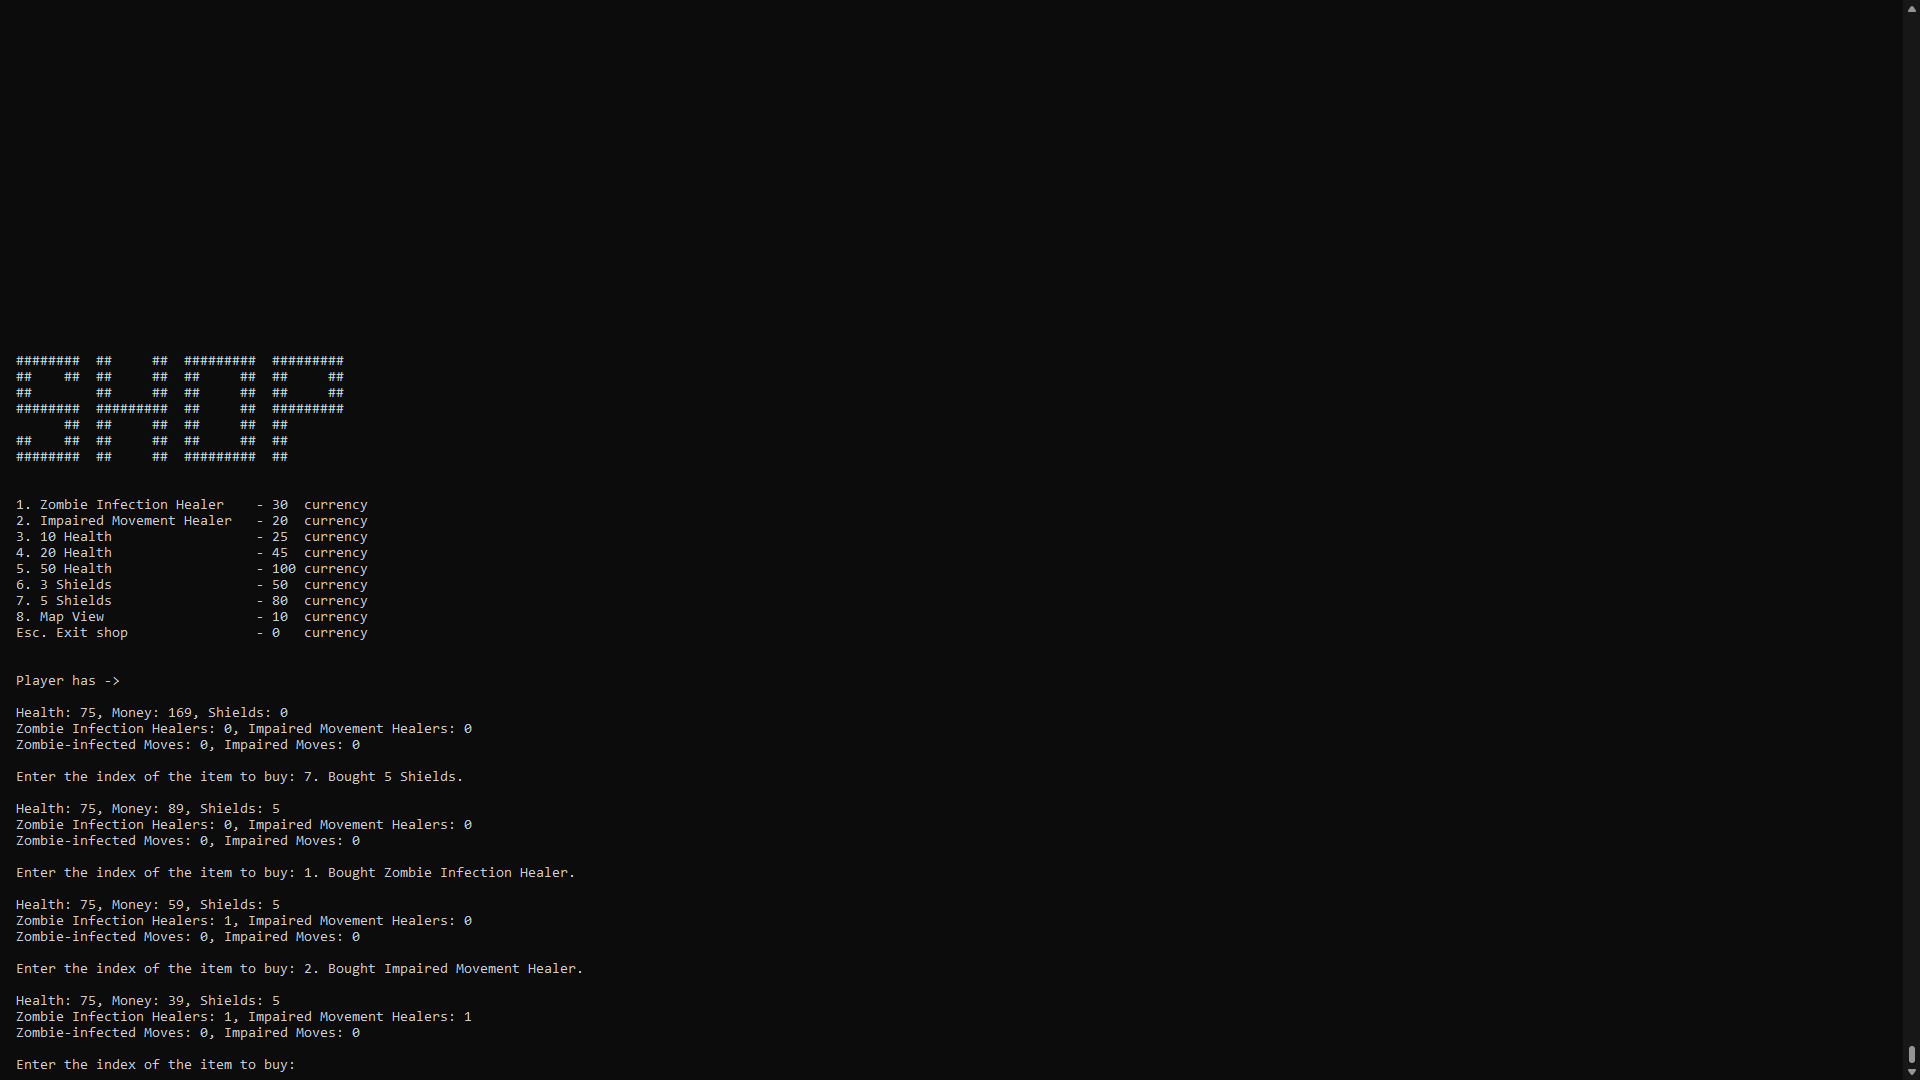 ########  ##     ##  #########  #########
##    ##  ##     ##  ##     ##  ##     ##
##        ##     ##  ##     ##  ##     ##
########  #########  ##     ##  #########
      ##  ##     ##  ##     ##  ##
##    ##  ##     ##  ##     ##  ##
########  ##     ##  #########  ##
1. Zombie Infection Healer    - 30  currency
2. Impaired Movement Healer   - 20  currency
3. 10 Health                  - 25  currency
4. 20 Health                  - 45  currency
5. 50 Health                  - 100 currency
6. 3 Shields                  - 50  currency
7. 5 Shields                  - 80  currency
8. Map View                   - 10  currency
Esc. Exit shop                - 0   currency
Player has ->
Health: 75, Money: 169, Shields: 0
Zombie Infection Healers: 0, Impaired Movement Healers: 0
Zombie-infected Moves: 0, Impaired Moves: 0
Enter the index of the item to buy: 7. Bought 5 Shields.
Health: 75, Money: 89, Shields: 5
Zombie Infection Healers: 0, Impaired Movement Healers: 0
Zombie-infected Moves: 0, Impaired Moves: 0
Enter the index of the item to buy: 1. Bought Zombie Infection Healer.
Health: 75, Money: 59, Shields: 5
Zombie Infection Healers: 1, Impaired Movement Healers: 0
Zombie-infected Moves: 0, Impaired Moves: 0
Enter the index of the item to buy: 2. Bought Impaired Movement Healer.
Health: 75, Money: 39, Shields: 5
Zombie Infection Healers: 1, Impaired Movement Healers: 1
Zombie-infected Moves: 0, Impaired Moves: 0
Enter the index of the item to buy: